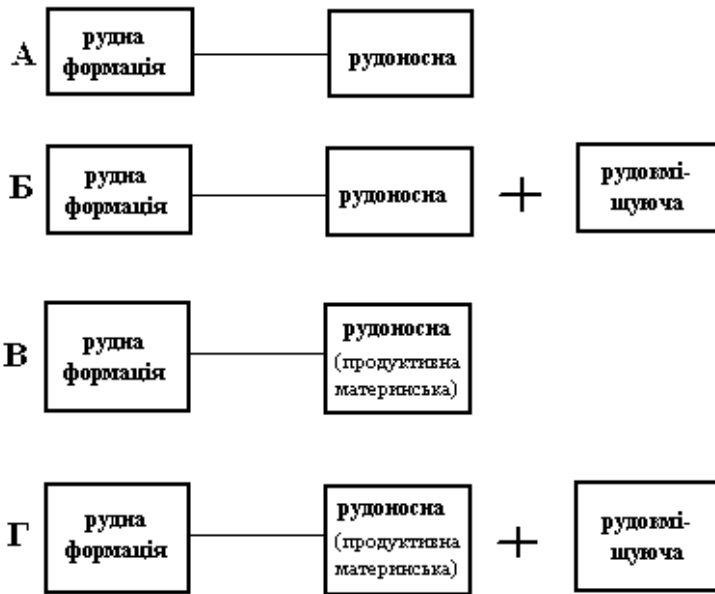 А
рудна
формація
рудоносна
Б
рудна
формація
рудоносна
+
рудовмі-
щуюча
В
рудна
формація
рудоносна
(продуктивна
материнська)
Г
рудна
формація
рудоносна
(продуктивна
материнська)
+
рудовмі-
щуюча